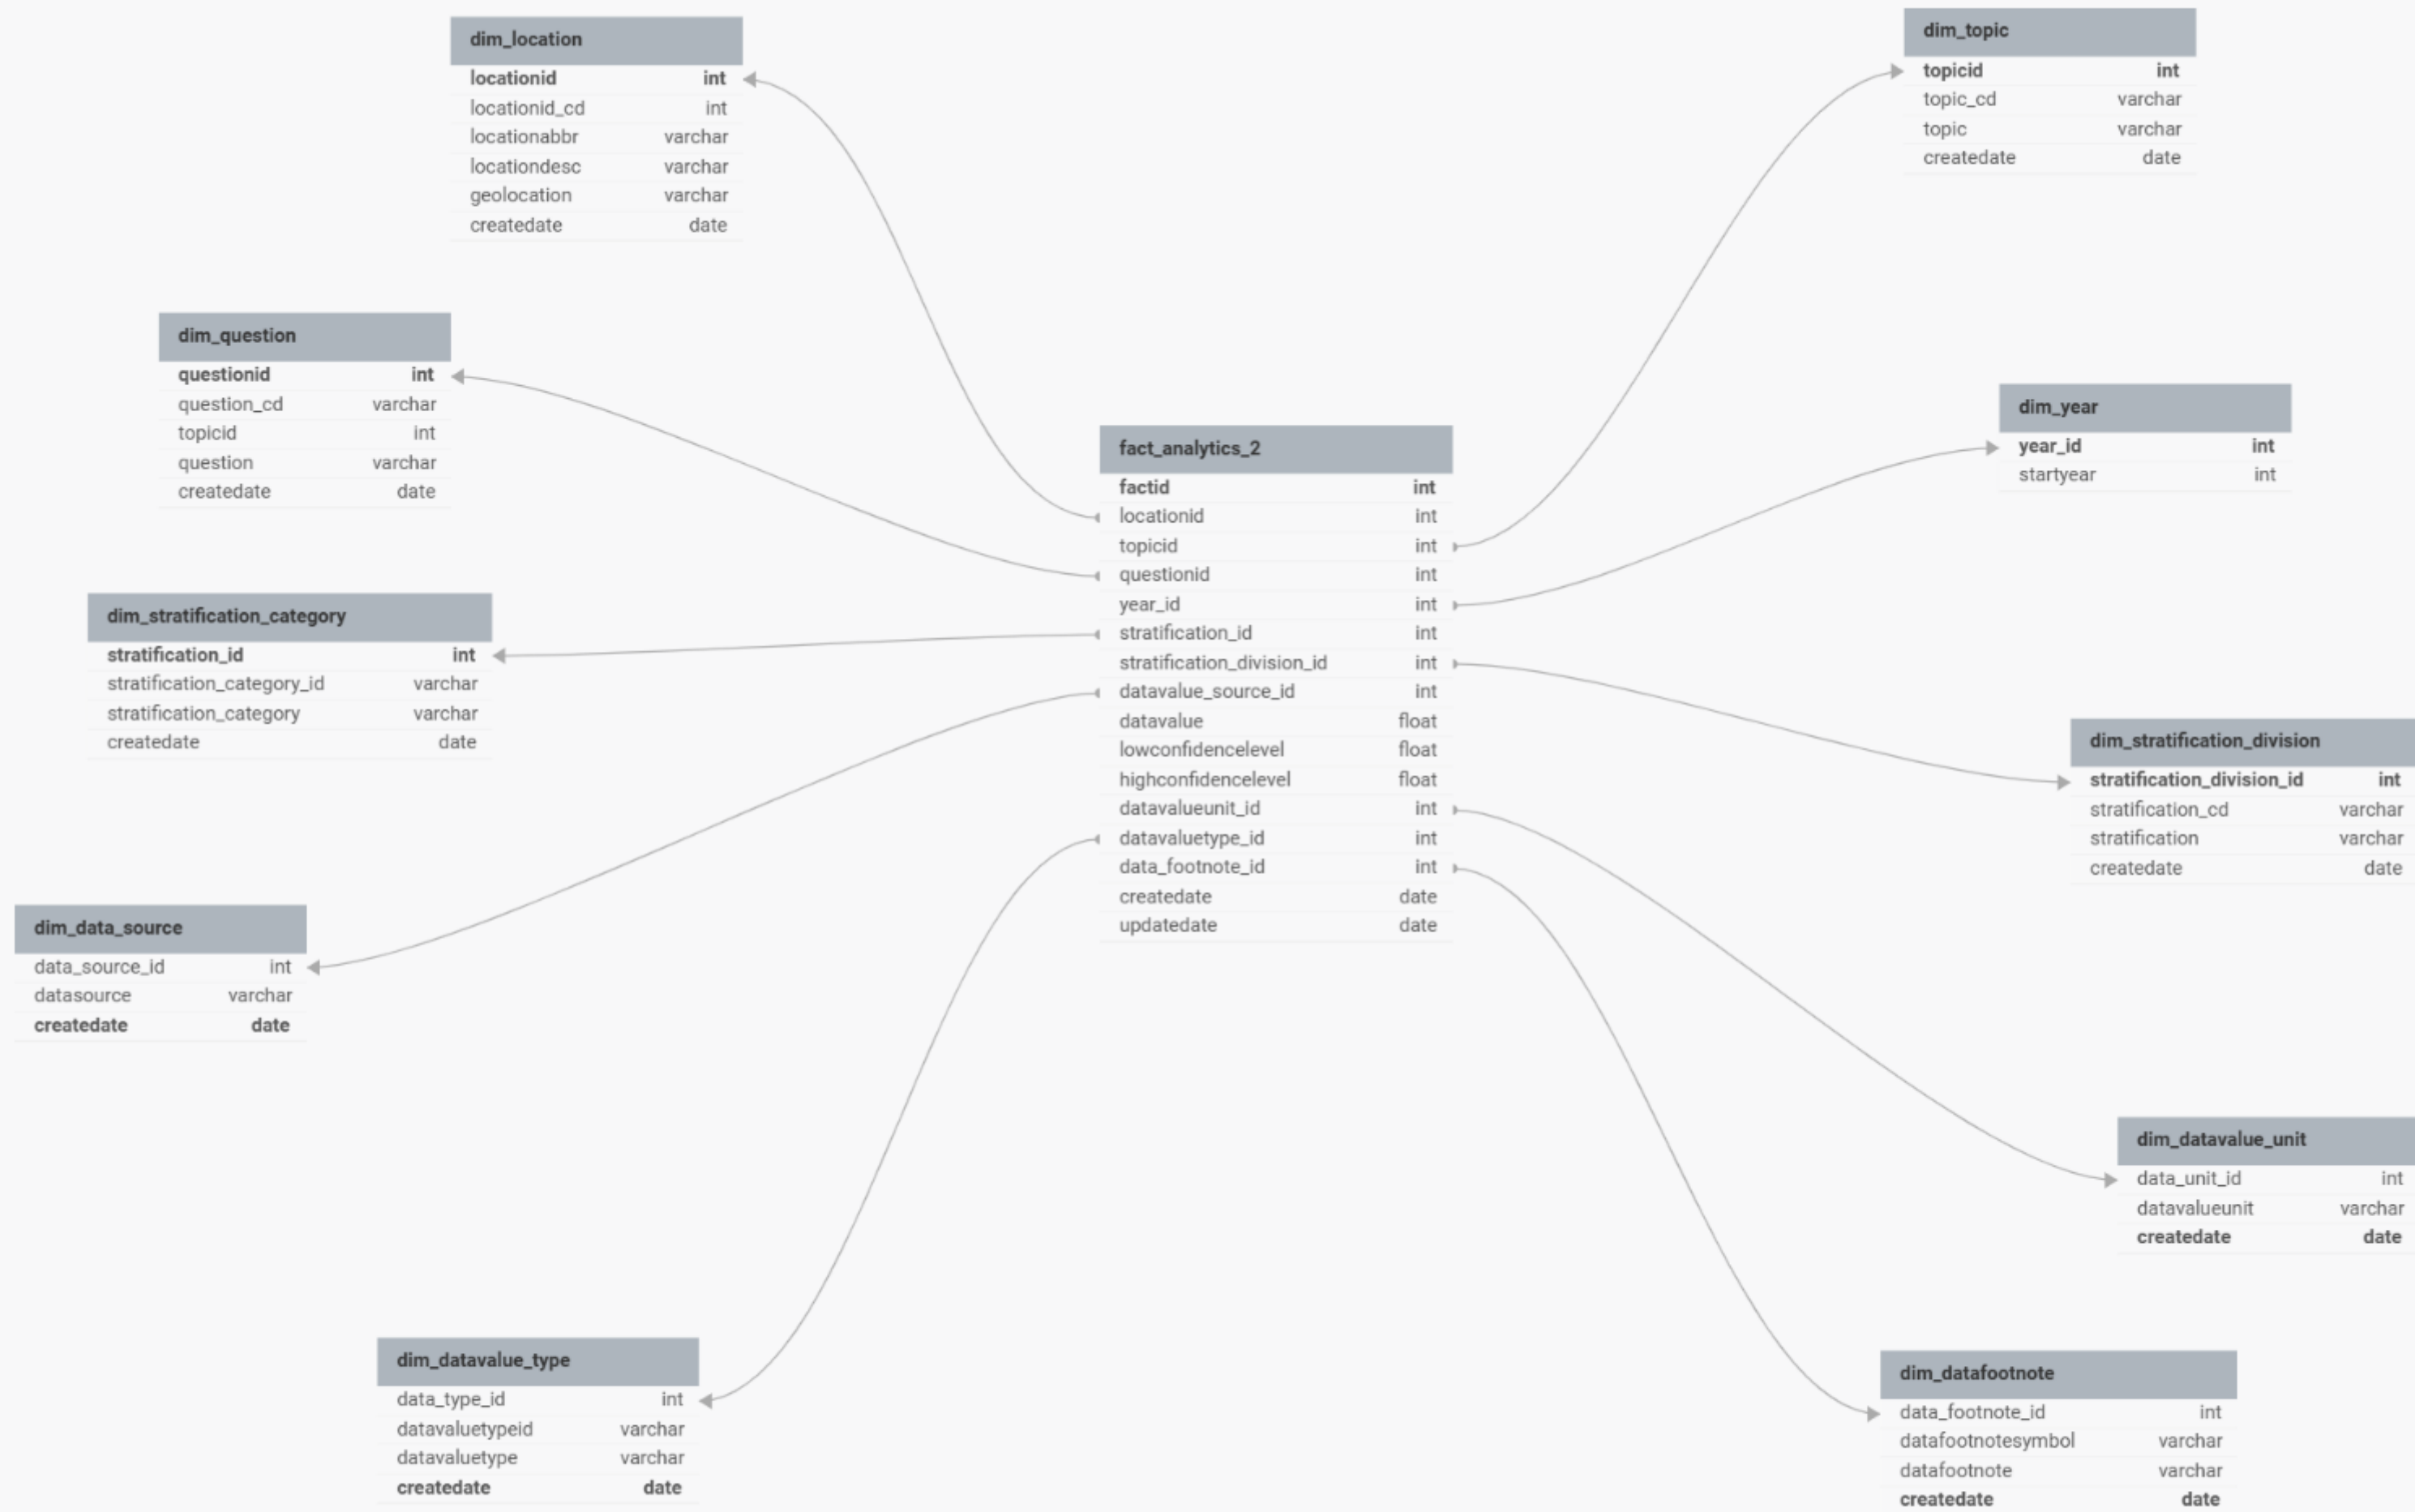 dim_location
locationid int
locationid_cd int
locationabbr varchar
locationdesc varchar
geolocation varchar
createdate date
dim_topic
topicid int
topic_cd varchar
topic varchar
createdate date
dim_question
questionid int
question_cd varchar
topicid int
question varchar
createdate date
dim_year
year_id int
startyear int
fact_analytics_2
factid int
locationid int
topicid int
questionid int
year_id int
stratification_id int
stratification_division_id int
datavalue_source_id int
datavalue float
lowconfidencelevel float
highconfidencelevel float
datavalueunit_id int
datavaluetype_id int
data_footnote_id int
createdate date
updatedate date
dim_stratification_category
stratification_id int
stratification_category_id varchar
stratification_category varchar
createdate date
dim_stratification_division
stratification_division_id int
stratification_cd varchar
stratification varchar
createdate date
dim_data_source
data_source_id int
datasource varchar
createdate date
dim_datavalue_unit
data_unit_id int
datavalueunit varchar
createdate date
dim_datavalue_type
data_type_id int
datavaluetypeid varchar
datavaluetype varchar
createdate date
dim_datafootnote
data_footnote_id int
datafootnotesymbol varchar
datafootnote varchar
createdate date